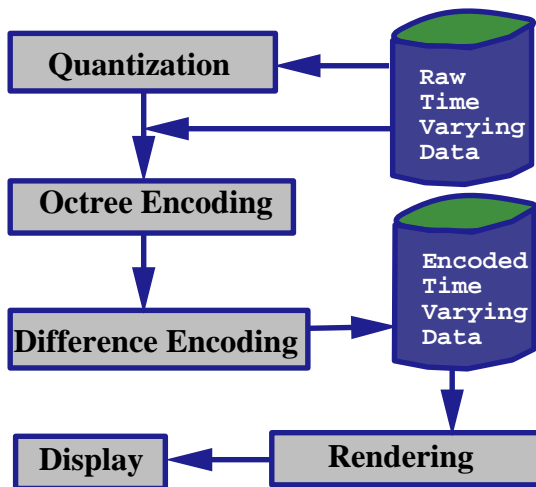 Quantization
Raw
Time
Varying
Data
Octree Encoding
Encoded
Time
Varying
Data
Difference Encoding
Rendering
Display